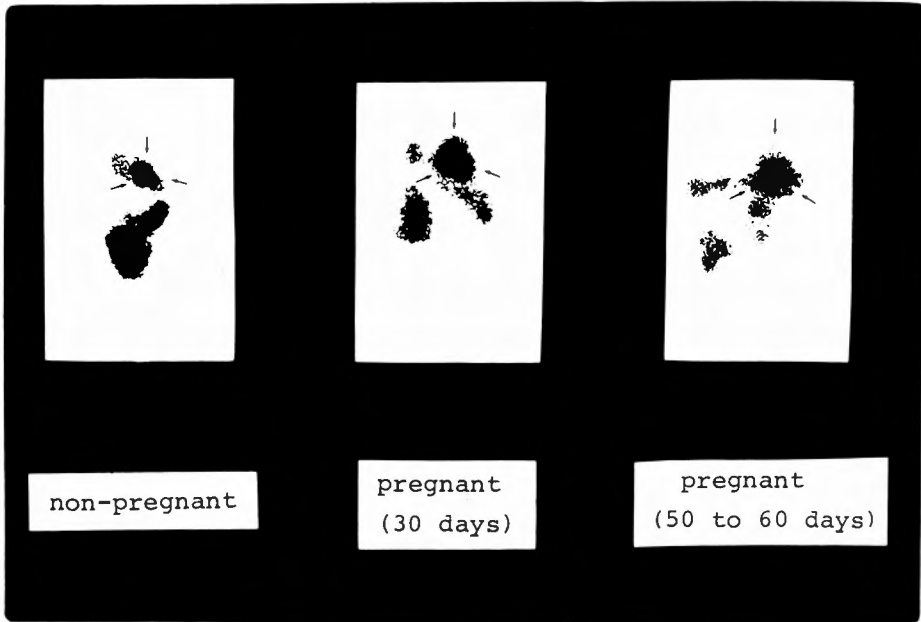 non-pregnant
pregnant
(30 days)
pregnant
(50 to 60 days)